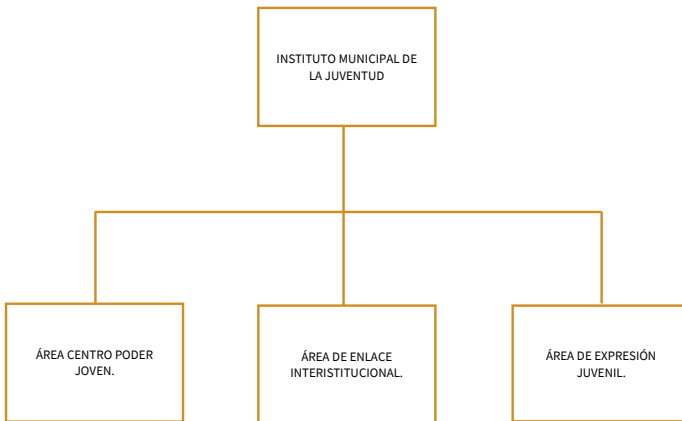 INSTITUTO MUNICIPAL DE
LA JUVENTUD
ÁREA CENTRO PODER
JOVEN.
ÁREA DE ENLACE
INTERISTITUCIONAL.
ÁREA DE EXPRESIÓN
JUVENIL.